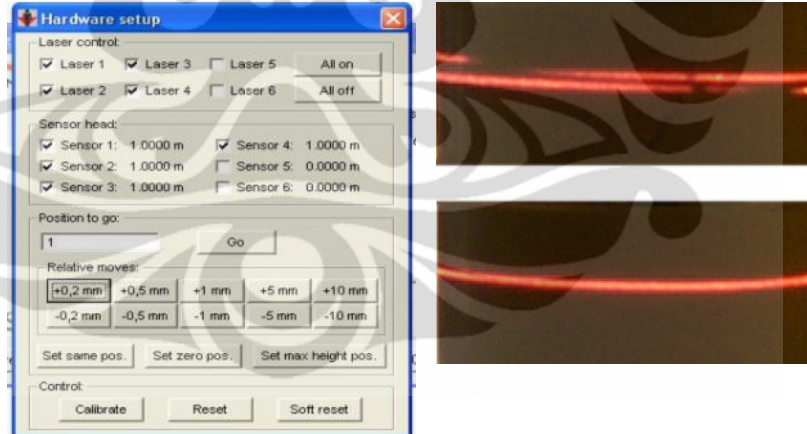 Hardware setup
Laser control:
Laser 1 Laser 3 Laser 5 All on
Laser 2 Laser 4 Laser 6 All off
Sensor head:
Sensor 1: 1.0000 m Sensor 4: 1.0000 m
Sensor 2: 1.0000 m Sensor 5: 0.0000 m
Sensor 3: 1.0000 m Sensor 6: 0.0000 m
Position to go:
1 Go
Relative moves:
+0,2 mm +0,5 mm +1 mm +5 mm +10 mm
-0,2 mm -0,5 mm -1 mm -5 mm -10 mm
Set same pos. Set zero pos. Set max height pos.
Control:
Calibrate Reset Soft reset